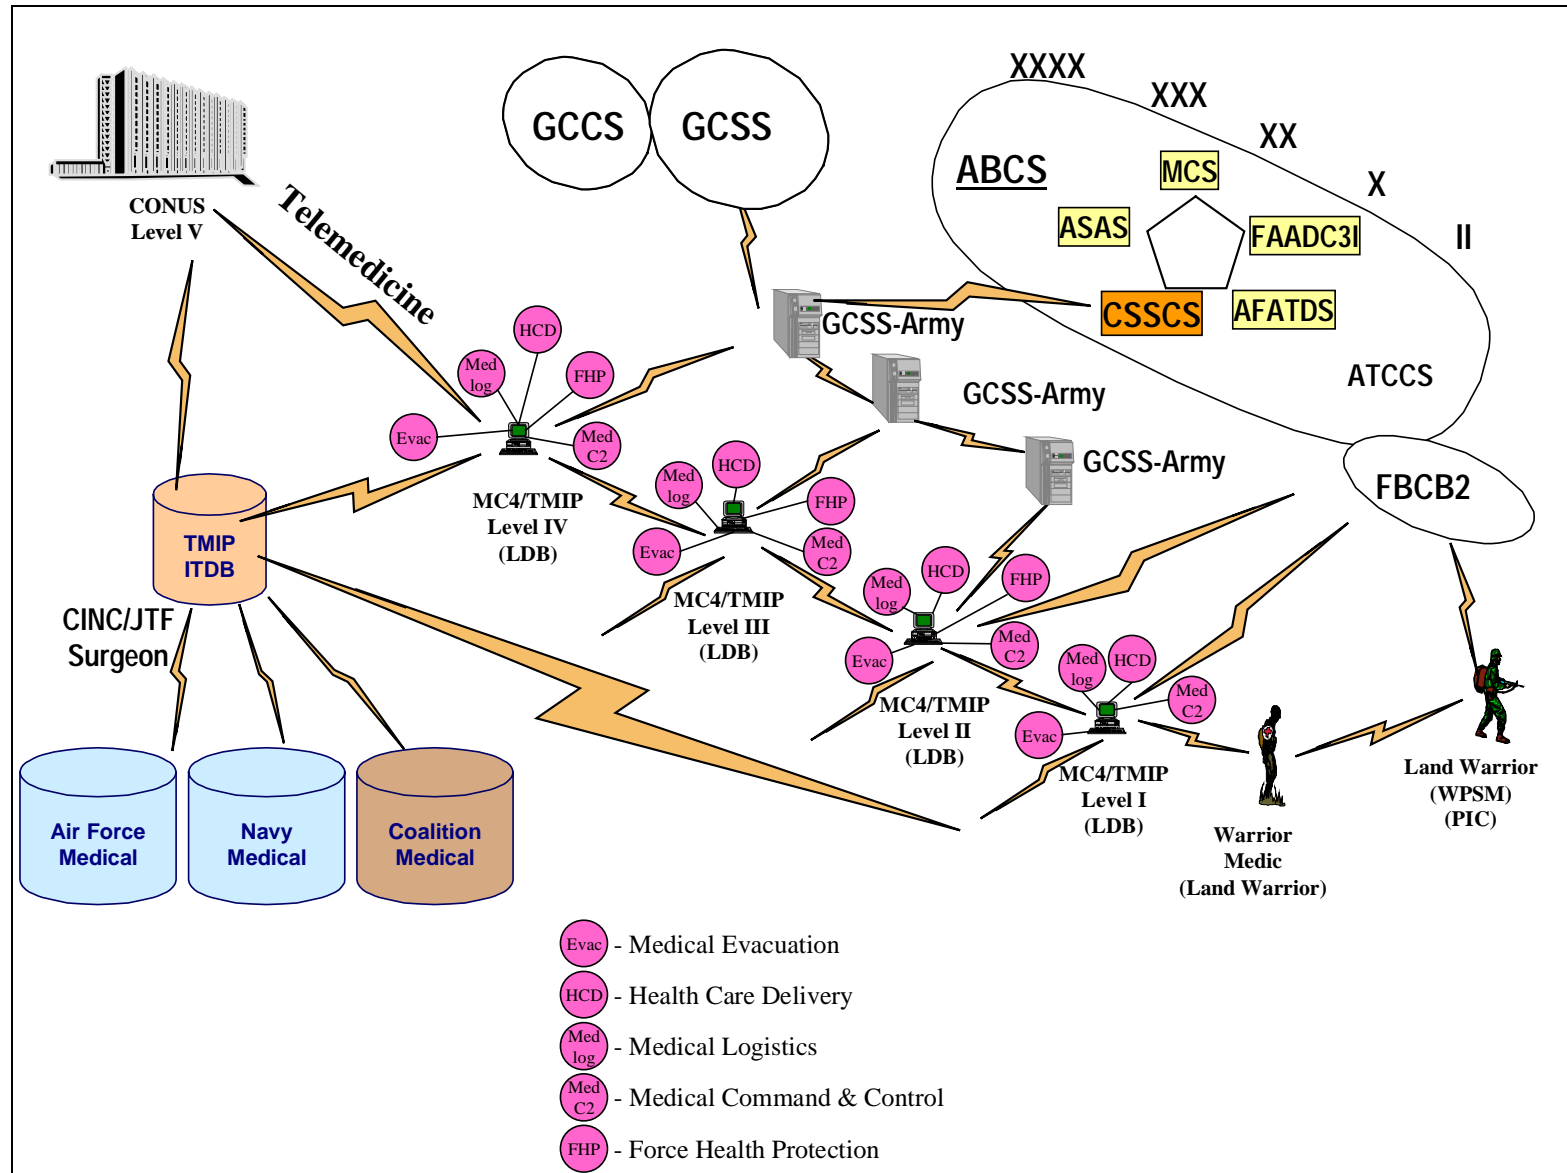 XXXX
XXX
XX
X
II
GCCS
GCSS
ABCS
MCS
ASAS
FAADC3I
CSSCS
AFATDS
ATCCS
FBCB2
CONUS
Level V
Telemedicine
GCSS-Army
GCSS-Army
GCSS-Army
HCD
Med
log
FHP
Evac
Med
C2
MC4/TMIP
Level IV
(LDB)
HCD
Med
log
FHP
Evac
Med
C2
MC4/TMIP
Level III
(LDB)
HCD
Med
log
FHP
Evac
Med
C2
MC4/TMIP
Level II
(LDB)
Med
log
HCD
Med
C2
Evac
MC4/TMIP
Level I
(LDB)
TMIP
ITDB
CINC/JTF
Surgeon
Air Force
Medical
Navy
Medical
Coalition
Medical
Warrior
Medic
(Land Warrior)
Land Warrior
(WPSM)
(PIC)
Evac - Medical Evacuation
HCD - Health Care Delivery
Med
log - Medical Logistics
Med
C2 - Medical Command & Control
FHP - Force Health Protection